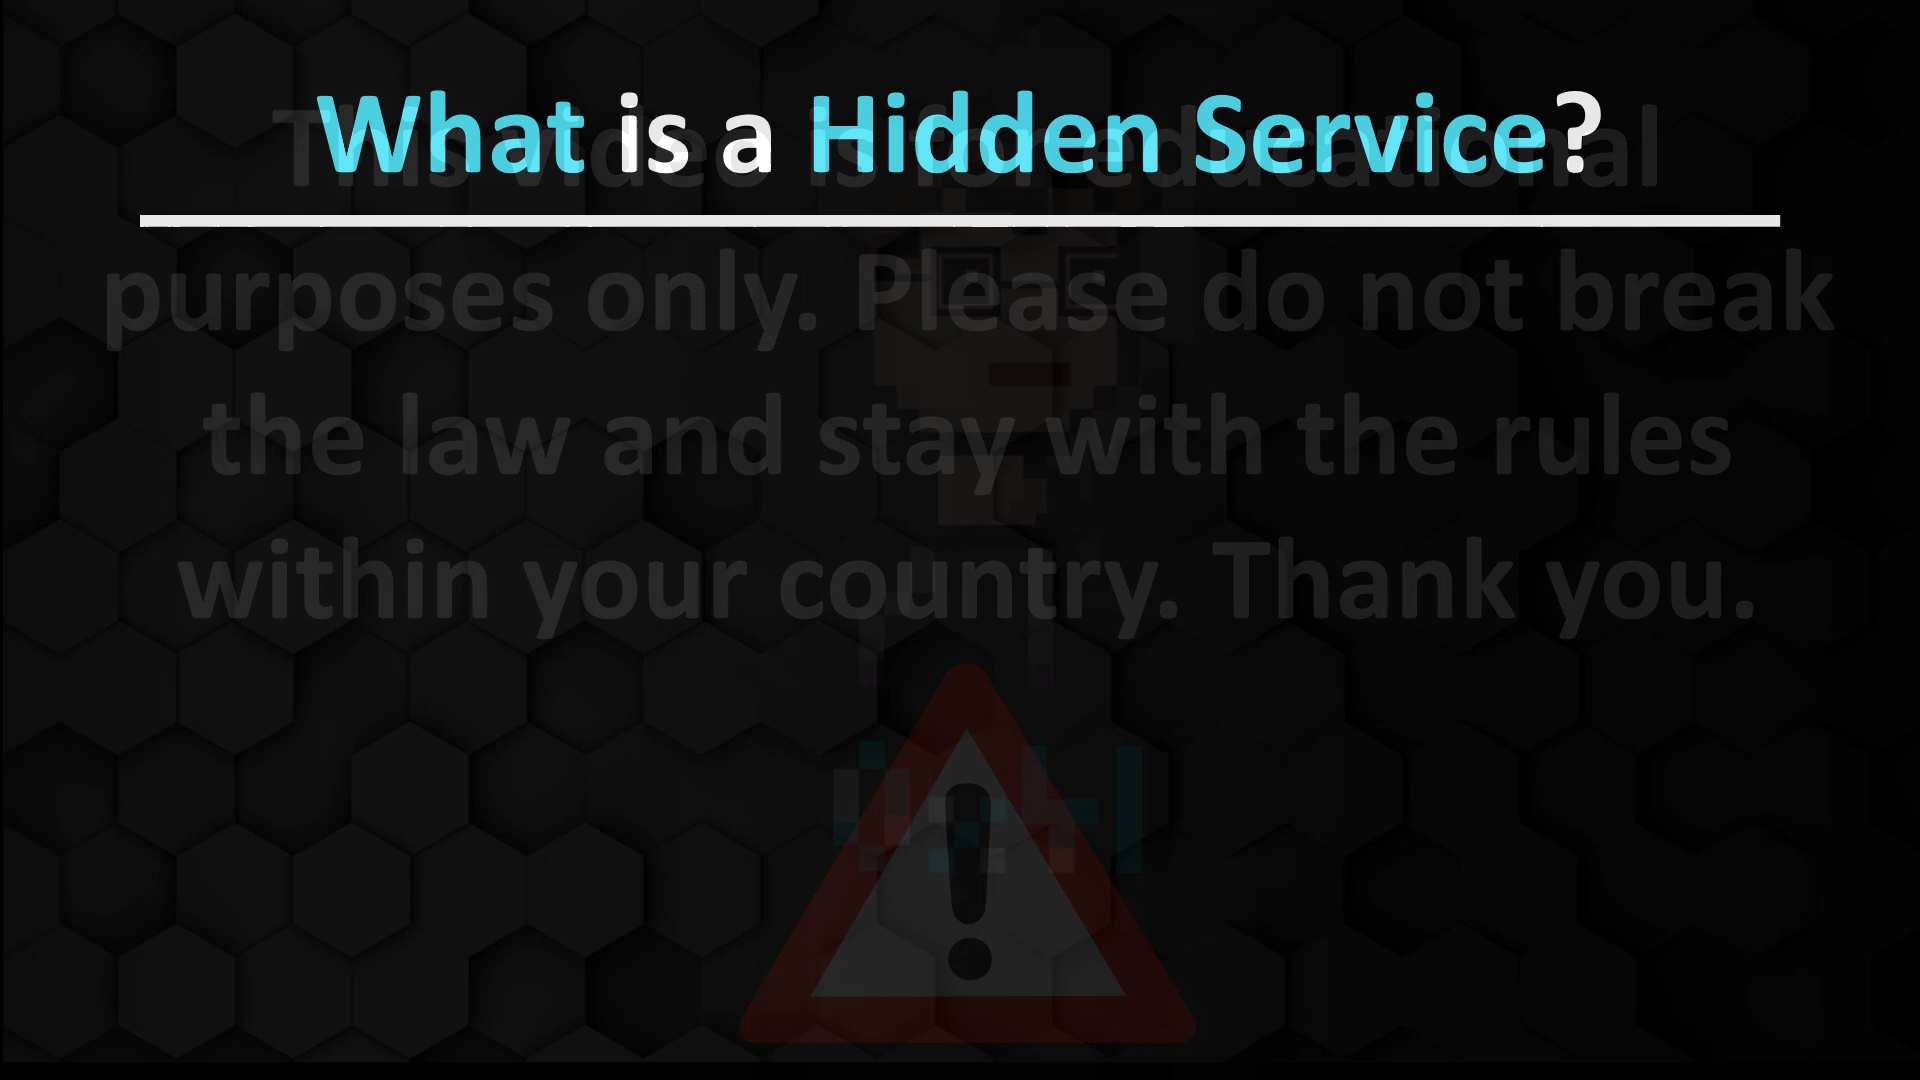 What is a Hidden Service?
This video is for educational
purposes only. Please do not break
the law and stay with the rules
within your country. Thank you.